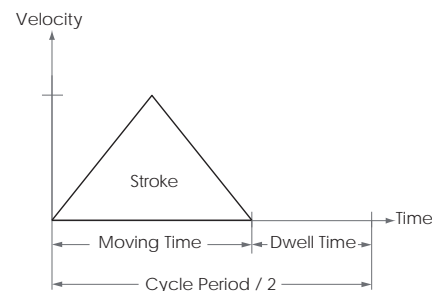 Velocity
Stroke
Time
Moving Time
Dwell Time
Cycle Period / 2